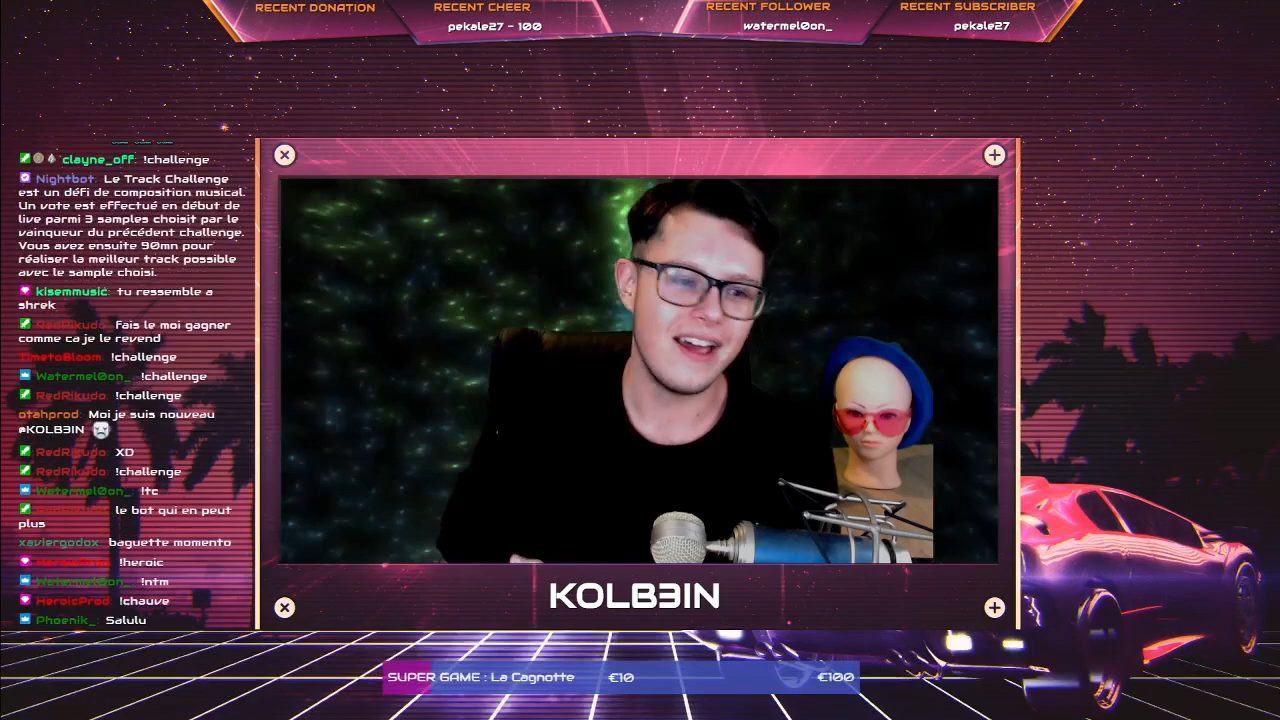 RECENT DONATION
RECENT CHEER
pekale27 - 100
RECENT FOLLOWER
watermel0on_
RECENT SUBSCRIBER
pekale27
clayne_off: !challenge
Nightbot: Le Track Challenge
est un défi de composition musical.
Un vote est effectué en début de
live parmi 3 samples choisit par le
vainqueur du précédent challenge.
Vous avez ensuite 90mn pour
réaliser la meilleur track possible
avec le sample choisi.
kisemmusic: tu ressemble a
shrek
RedRikudo: Fais le moi gagner
comme ca je le revend
TimetoBloom: !challenge
Watermel0on_: !challenge
RedRikudo: !challenge
otahprod: Moi je suis nouveau
@KOLB3IN
RedRikudo: XD
RedRikudo: !challenge
Watermel0on_: !tc
RedRikudo: le bot qui en peut
plus
xaviergodox: baguette momento
HeroicProd: !heroic
Watermel0on_: !ntm
HeroicProd: !chauve
Phoenik_: Salulu
KOLB3IN
SUPER GAME : La Cagnotte €10 €100